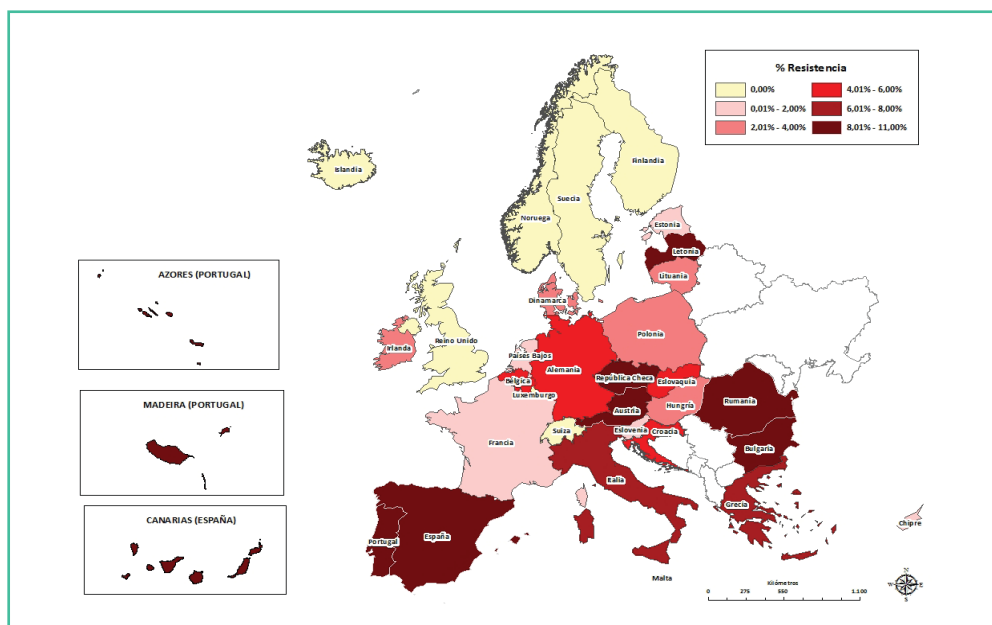 % Resistencia
0,00%
0,01% - 2,00%
2,01% - 4,00%
4,01% - 6,00%
6,01% - 8,00%
8,01% - 11,00%
Islandia
Finlandia
Suecia
Noruega
Estonia
Letonia
Lituania
AZORES (PORTUGAL)
Dinamarca
Irlanda
Reino Unido
Países Bajos
Polonia
Alemania
Bélgica
República Checa
Eslovaquia
Luxemburgo
MADEIRA (PORTUGAL)
Austria
Hungría
Rumanía
Suiza
Eslovenia
Croacia
Francia
Bulgaria
Italia
Grecia
CANARIAS (ESPAÑA)
Portugal
España
Chipre
Malta
Kilómetros
0 275 550 1.100
N
W E
S